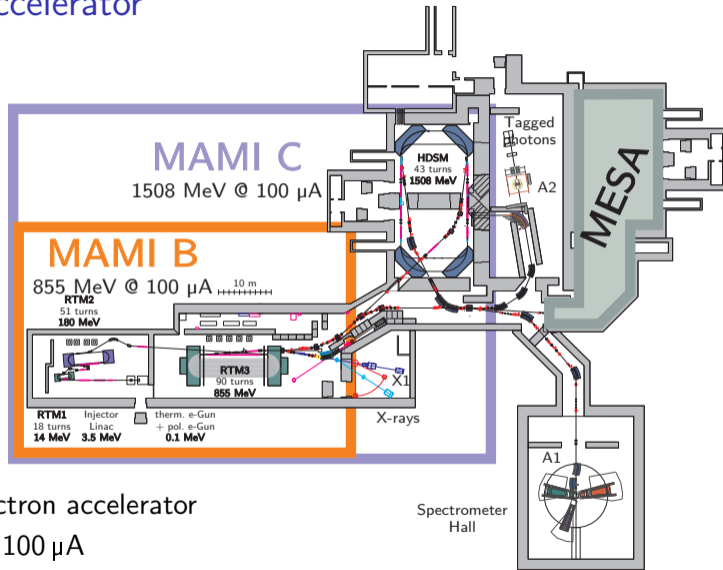 accelerator
MAMI C
1508 MeV @ 100 µA
HDSM
43 turns
1508 MeV
Tagged
photons
A2
MESA
MAMI B
855 MeV @ 100 µA
10 m
RTM2
51 turns
180 MeV
RTM3
90 turns
855 MeV
X1
X-rays
RTM1
18 turns
14 MeV
Injector
Linac
3.5 MeV
therm. e-Gun
+ pol. e-Gun
0.1 MeV
A1
Spectrometer
Hall
ctron accelerator
100 µA